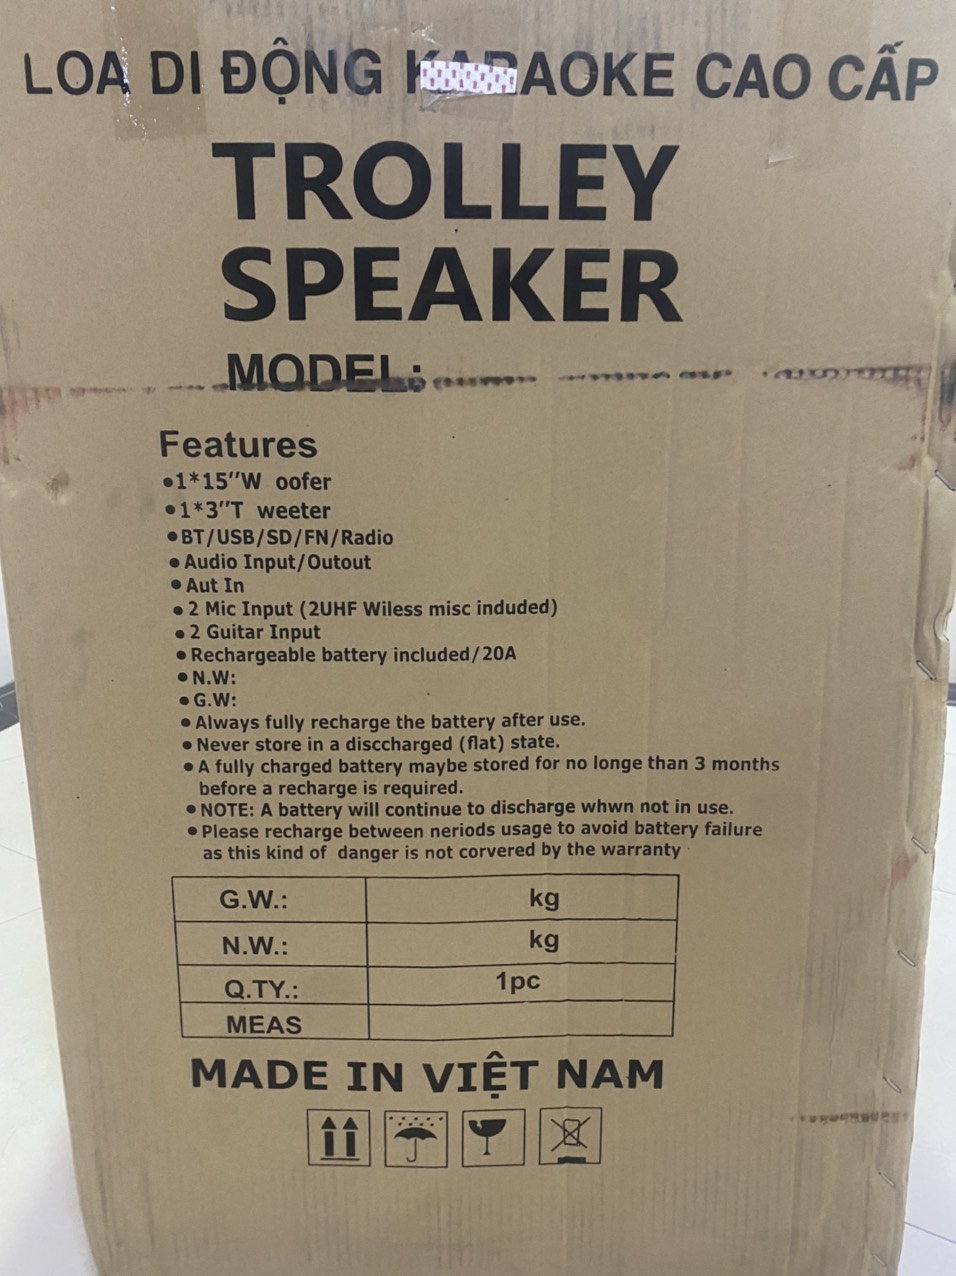 LOA DI ĐỘNG KARAOKE CAO CẤP
TROLLEY
SPEAKER
MODEL:
Features
•1*15"W oofer
•1*3"T weeter
•BT/USB/SD/FN/Radio
•Audio Input/Outout
•Aut In
•2 Mic Input (2UHF Wiless misc induded)
•2 Guitar Input
•Rechargeable battery included/20A
•N.W:
•G.W:
•Always fully recharge the battery after use.
•Never store in a disccharged (flat) state.
•A fully charged battery maybe stored for no longe than 3 months
before a recharge is required.
•NOTE: A battery will continue to discharge whwn not in use.
•Please recharge between neriods usage to avoid battery failure
as this kind of danger is not corvered by the warranty
G.W.: kg
N.W.: kg
Q.TY.: 1pc
MEAS
MADE IN VIỆT NAM